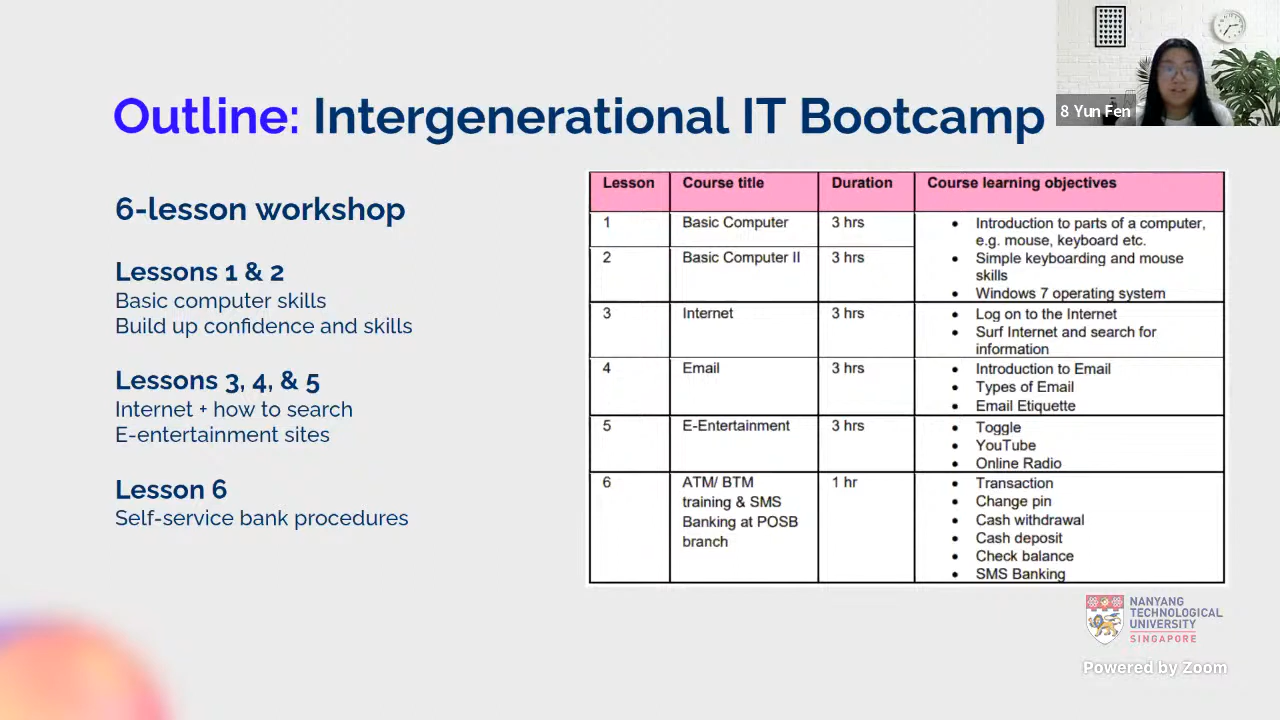 8 Yun Fen
Outline: Intergenerational IT Bootcamp
6-lesson workshop
Lessons 1 & 2
Basic computer skills
Build up confidence and skills
Lessons 3, 4, & 5
Internet + how to search
E-entertainment sites
Lesson 6
Self-service bank procedures
Lesson Course title Duration Course learning objectives
1 Basic Computer 3 hrs
• Introduction to parts of a computer,
e.g. mouse, keyboard etc.
2 Basic Computer II 3 hrs
• Simple keyboarding and mouse
skills
• Windows 7 operating system
3 Internet 3 hrs
• Log on to the Internet
• Surf Internet and search for
information
4 Email 3 hrs
• Introduction to Email
• Types of Email
• Email Etiquette
5 E-Entertainment 3 hrs
• Toggle
• YouTube
• Online Radio
6 ATM/ BTM
training & SMS
Banking at POSB
branch
1 hr
• Transaction
• Change pin
• Cash withdrawal
• Cash deposit
• Check balance
• SMS Banking
NANYANG
TECHNOLOGICAL
UNIVERSITY
SINGAPORE
Powered by Zoom